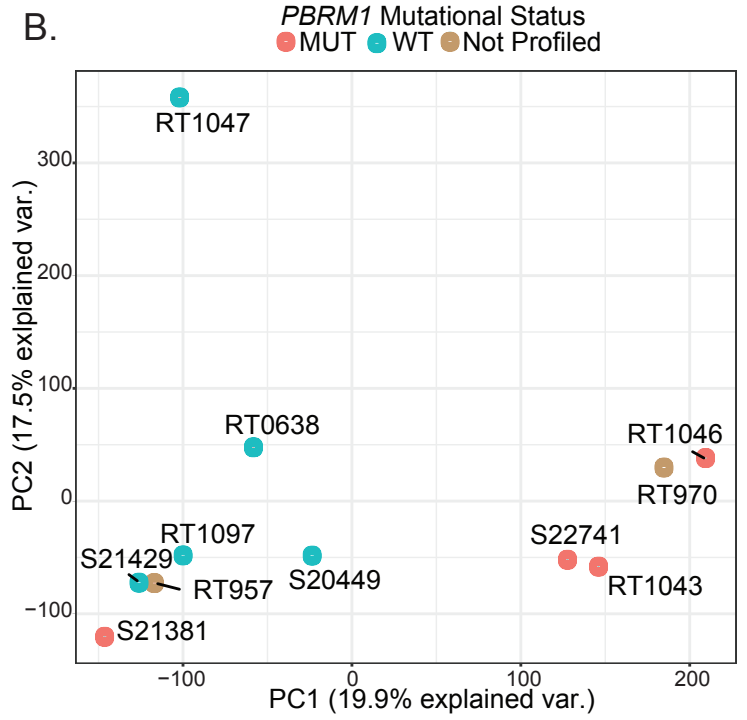 B.
PBRM1 Mutational Status
MUT WT Not Profiled
RT1047
300
200
100
0
−100
PC2 (17.5% exlplained var.)
RT0638
RT1046
RT970
RT1097
S22741
S21429
S20449
RT1043
RT957
S21381
−100
0
100
200
PC1 (19.9% explained var.)